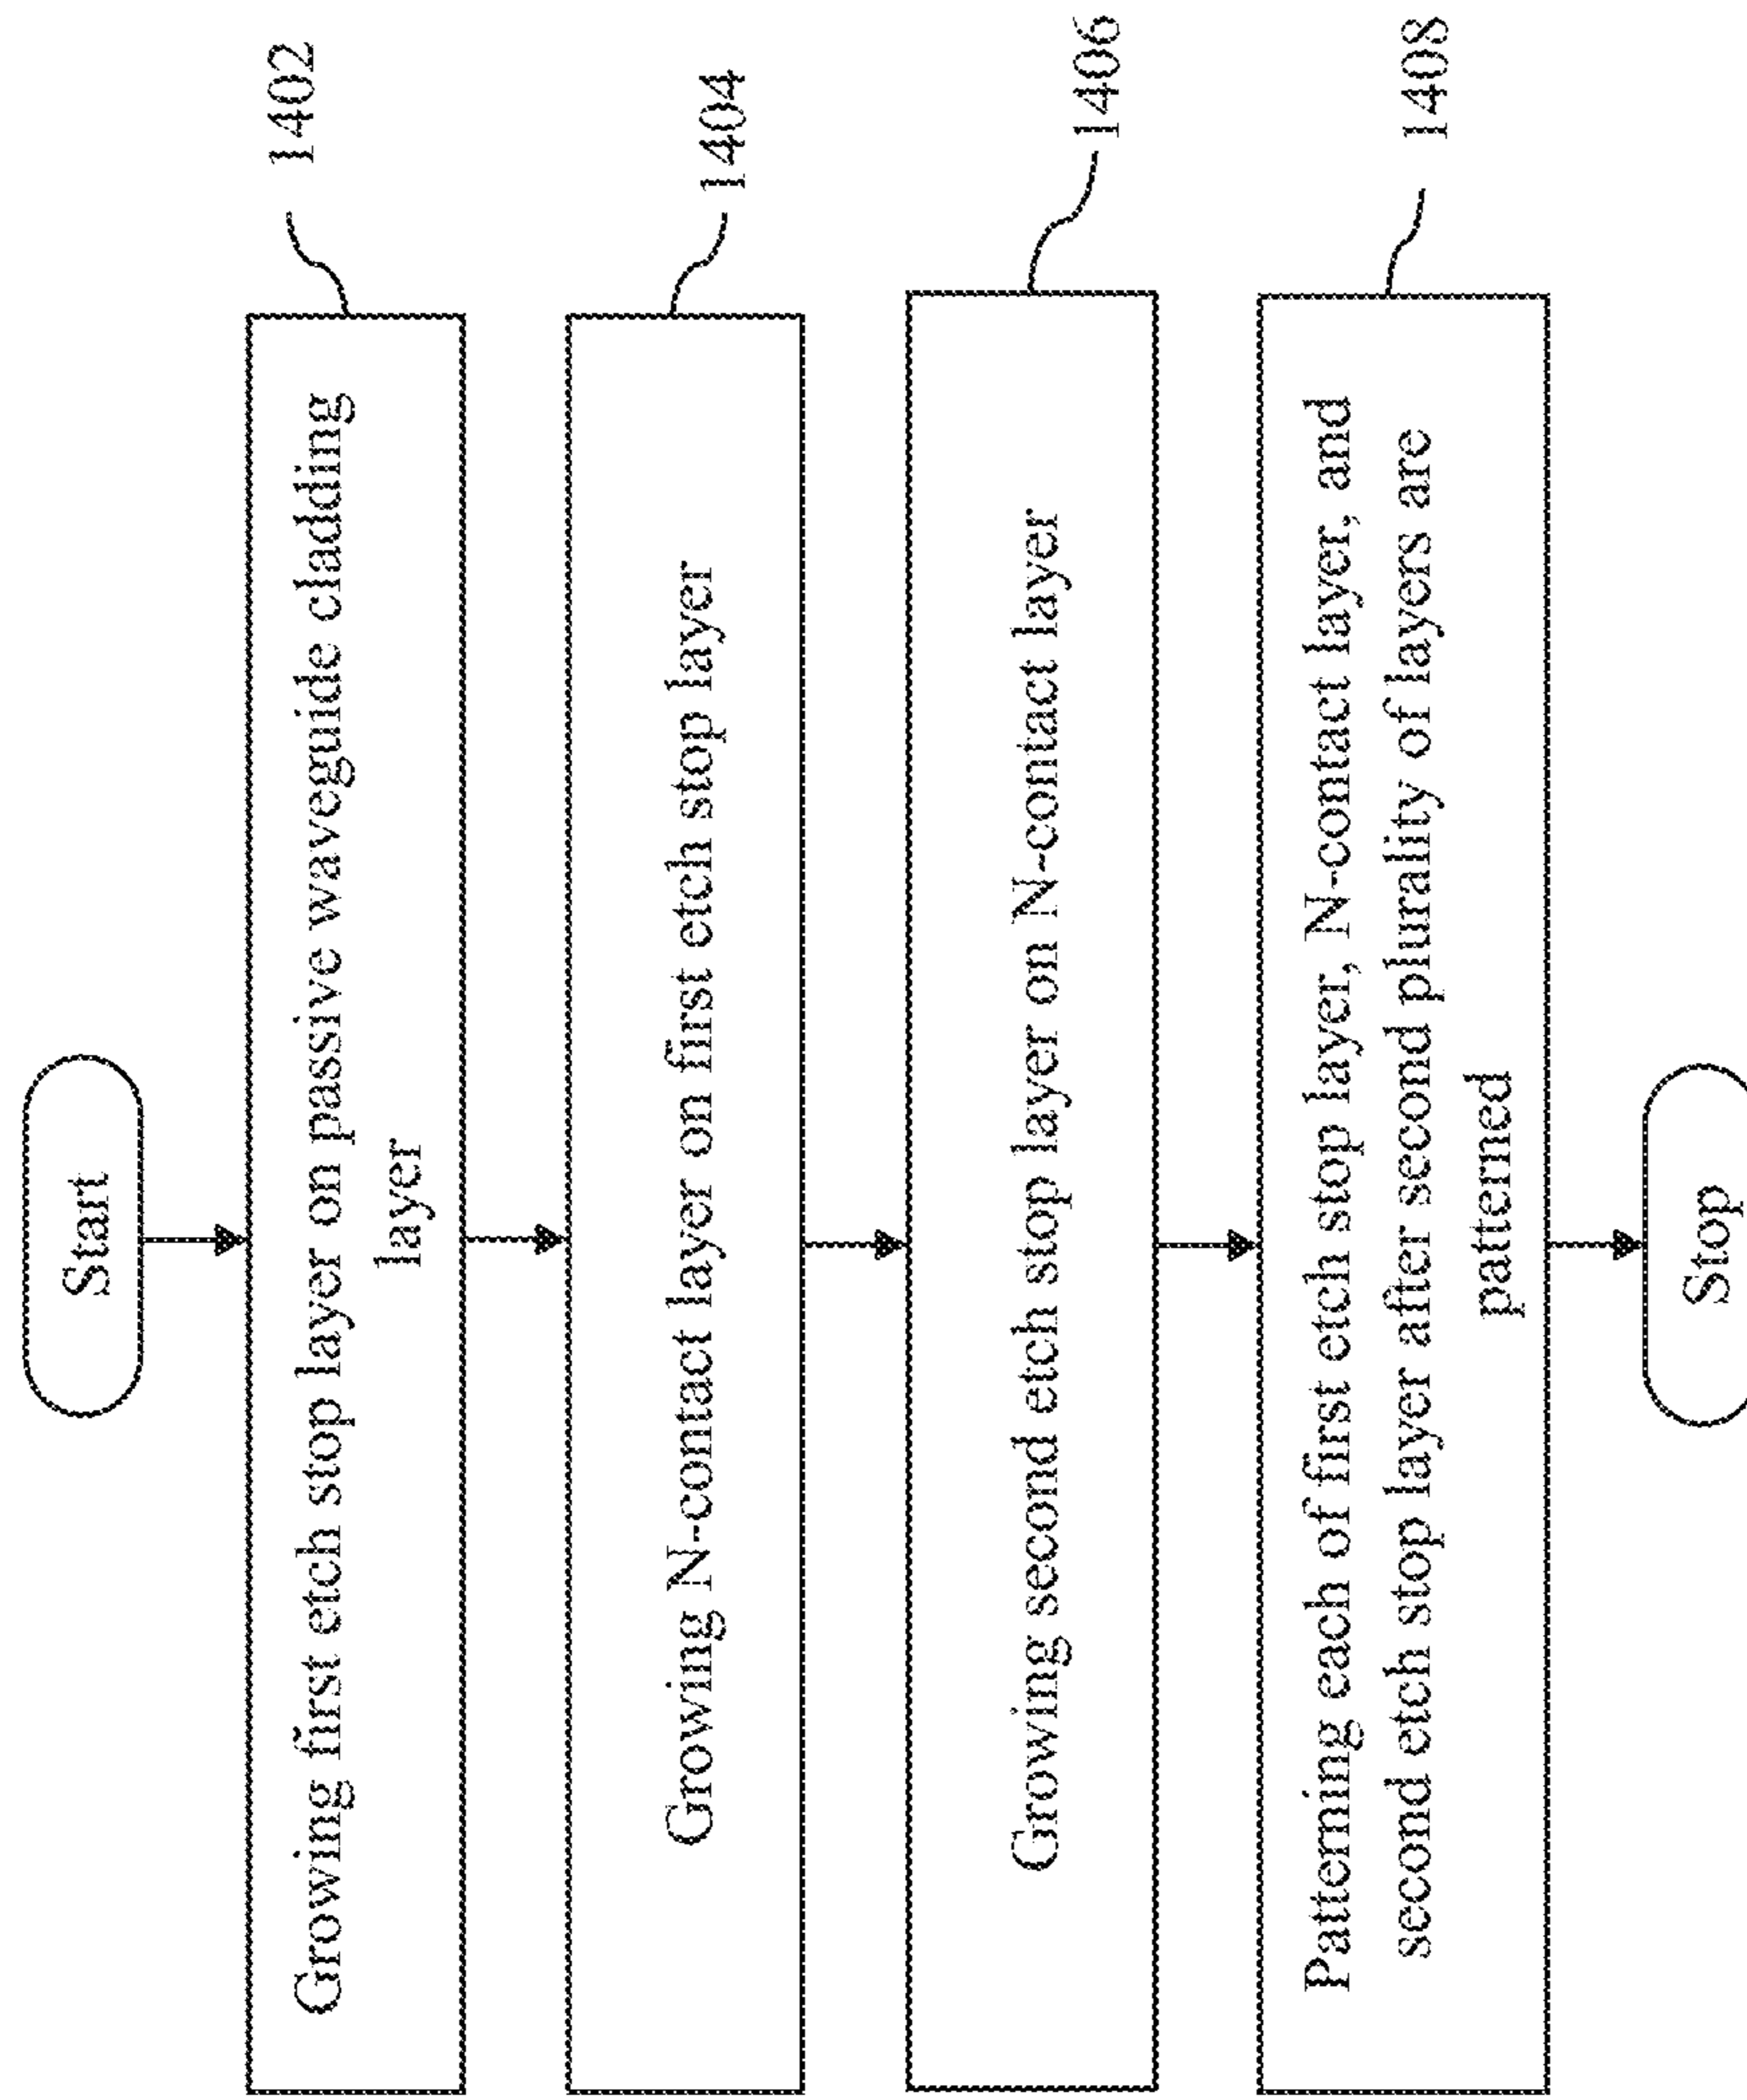 Start
Growing first etch stop layer on passive waveguide cladding
layer
1402
Growing N-contact layer on first etch stop layer
1404
Growing second etch stop layer on N-contact layer
1406
Patterning each of first etch stop layer, N-contact layer, and
second etch stop layer after second plurality of layers are
patterned
1408
Stop